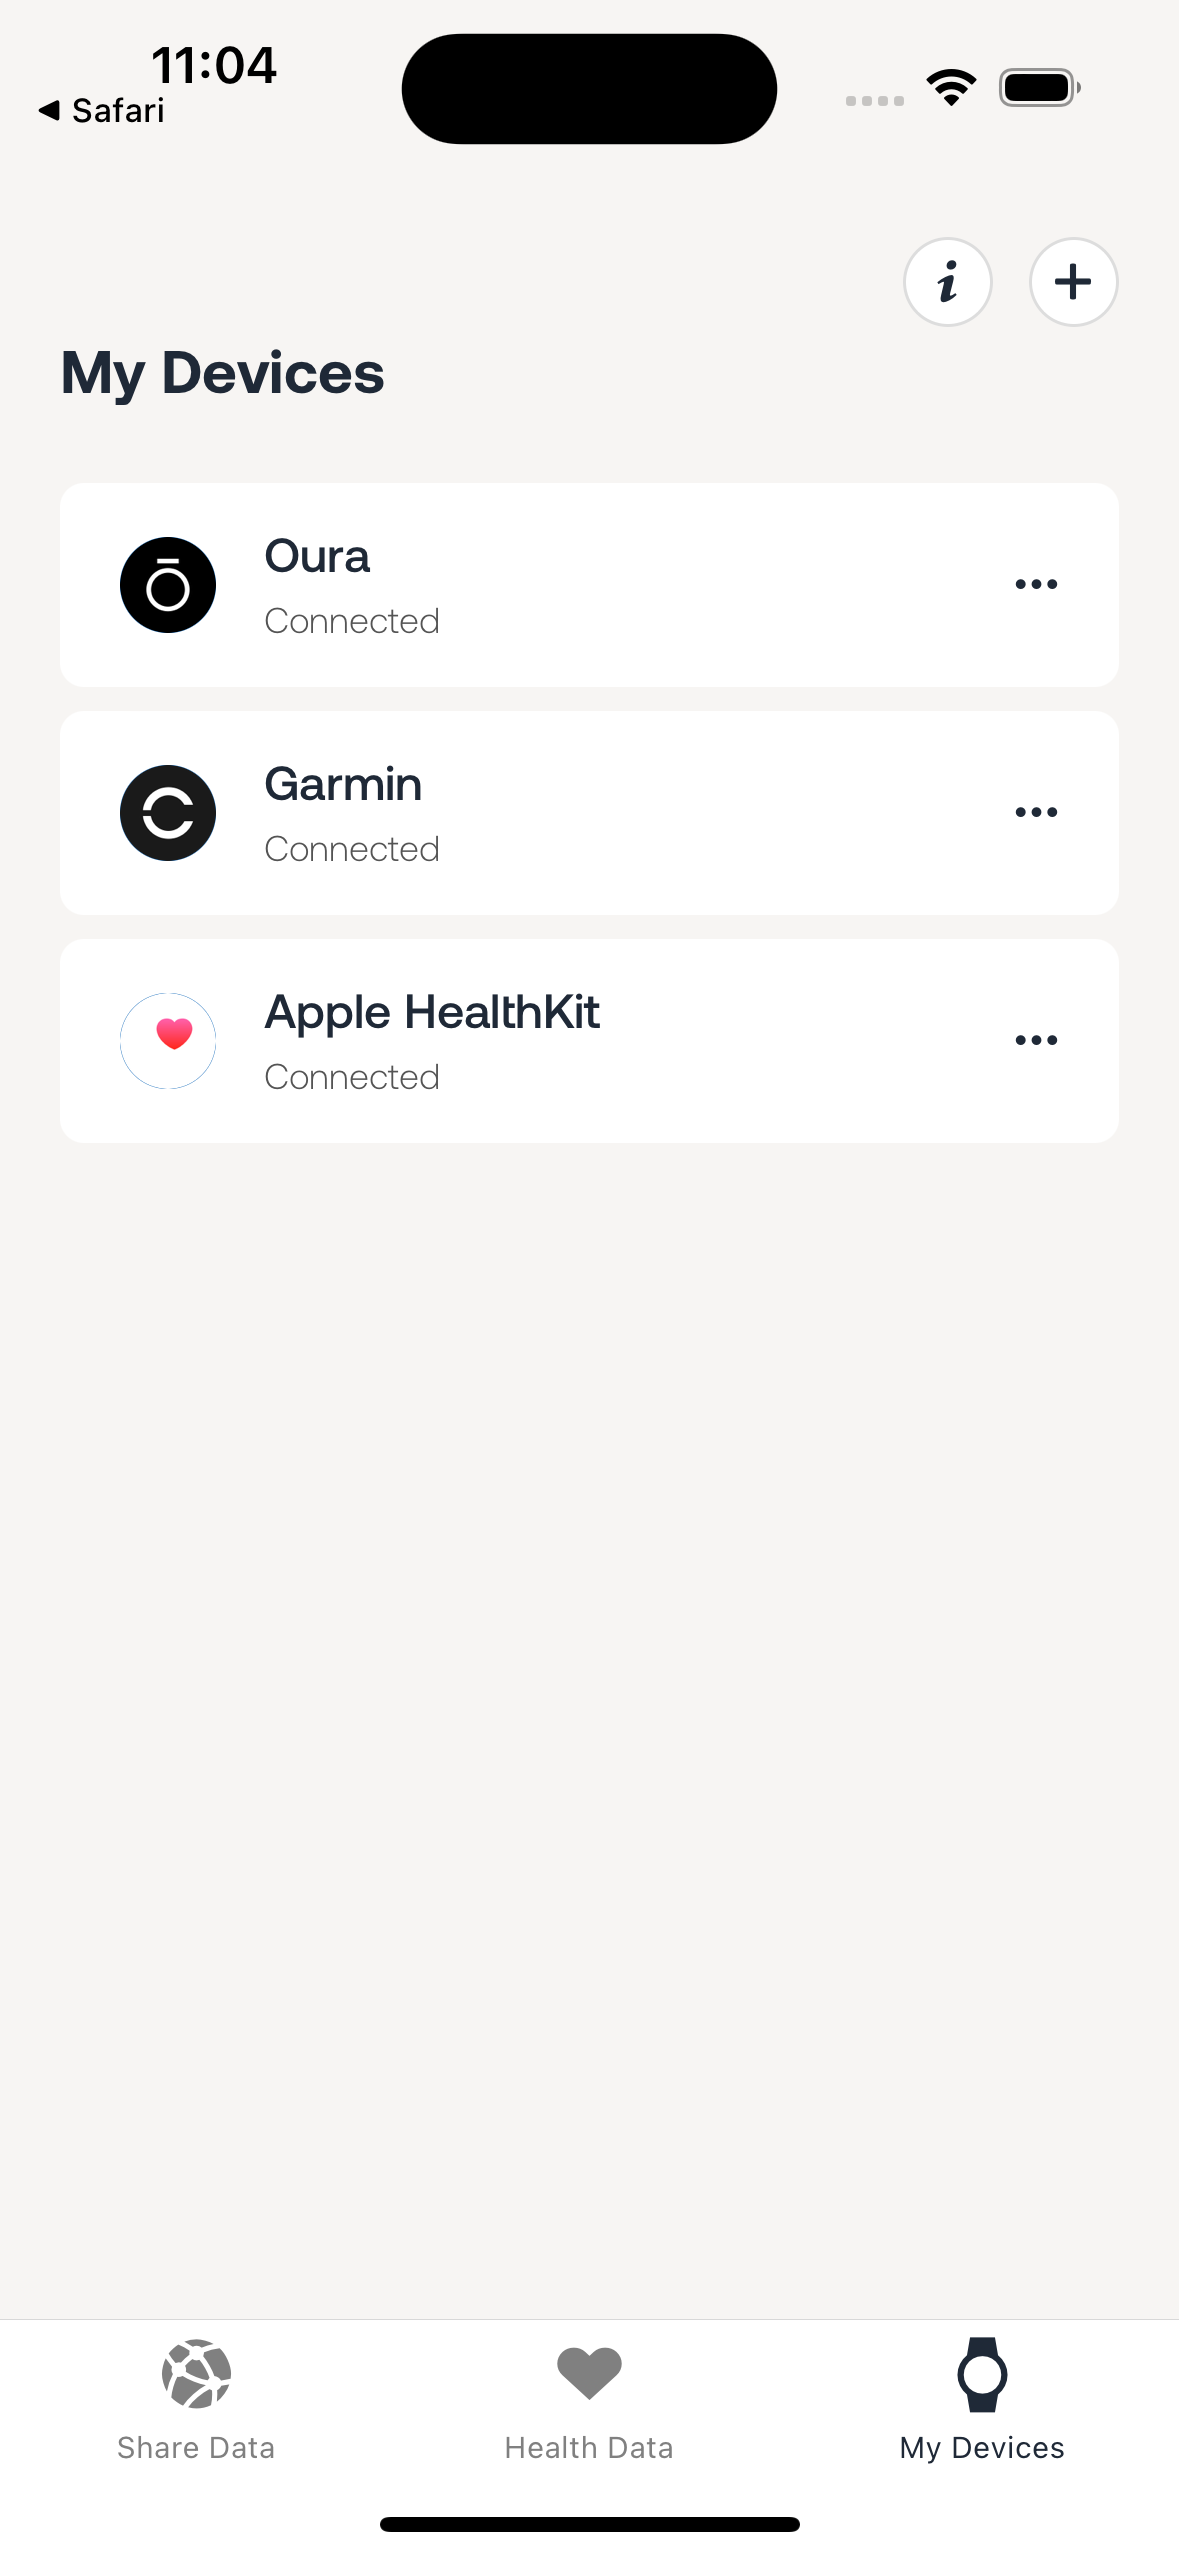 11:04
Safari
My Devices
Oura
Connected
Garmin
Connected
Apple HealthKit
Connected
Share Data
Health Data
My Devices